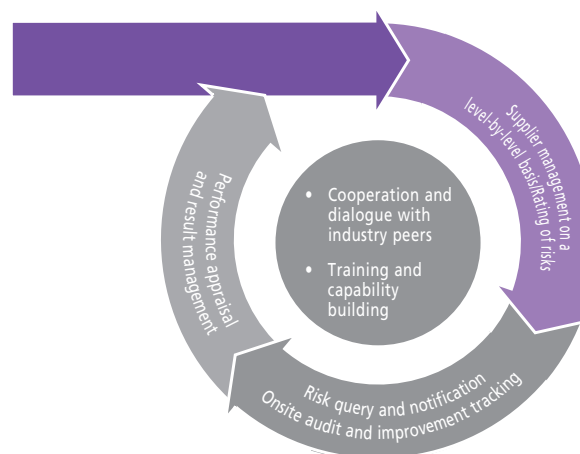 Supplier management on a
level-by-level basis/Rating of risks
• Cooperation and
dialogue with
industry peers
• Training and
capability
building
Performance appraisal
and result management
Risk query and notification
Onsite audit and improvement tracking